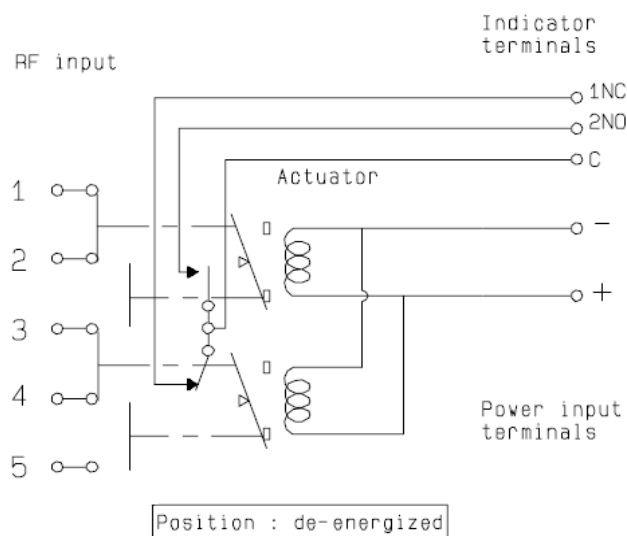 Indicator
terminals
RF input
1NC
2NO
C
Actuator
1
2
3
4
5
−
+
Power input
terminals
Position : de-energized